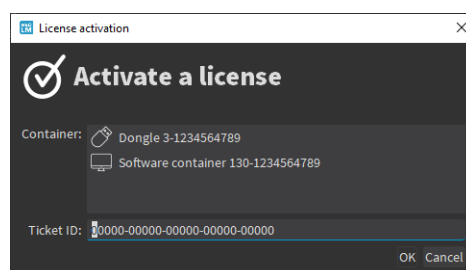 License activation
Activate a license
Container:
Dongle 3-1234564789
Software container 130-1234564789
Ticket ID: 00000-00000-00000-00000-00000
OK Cancel